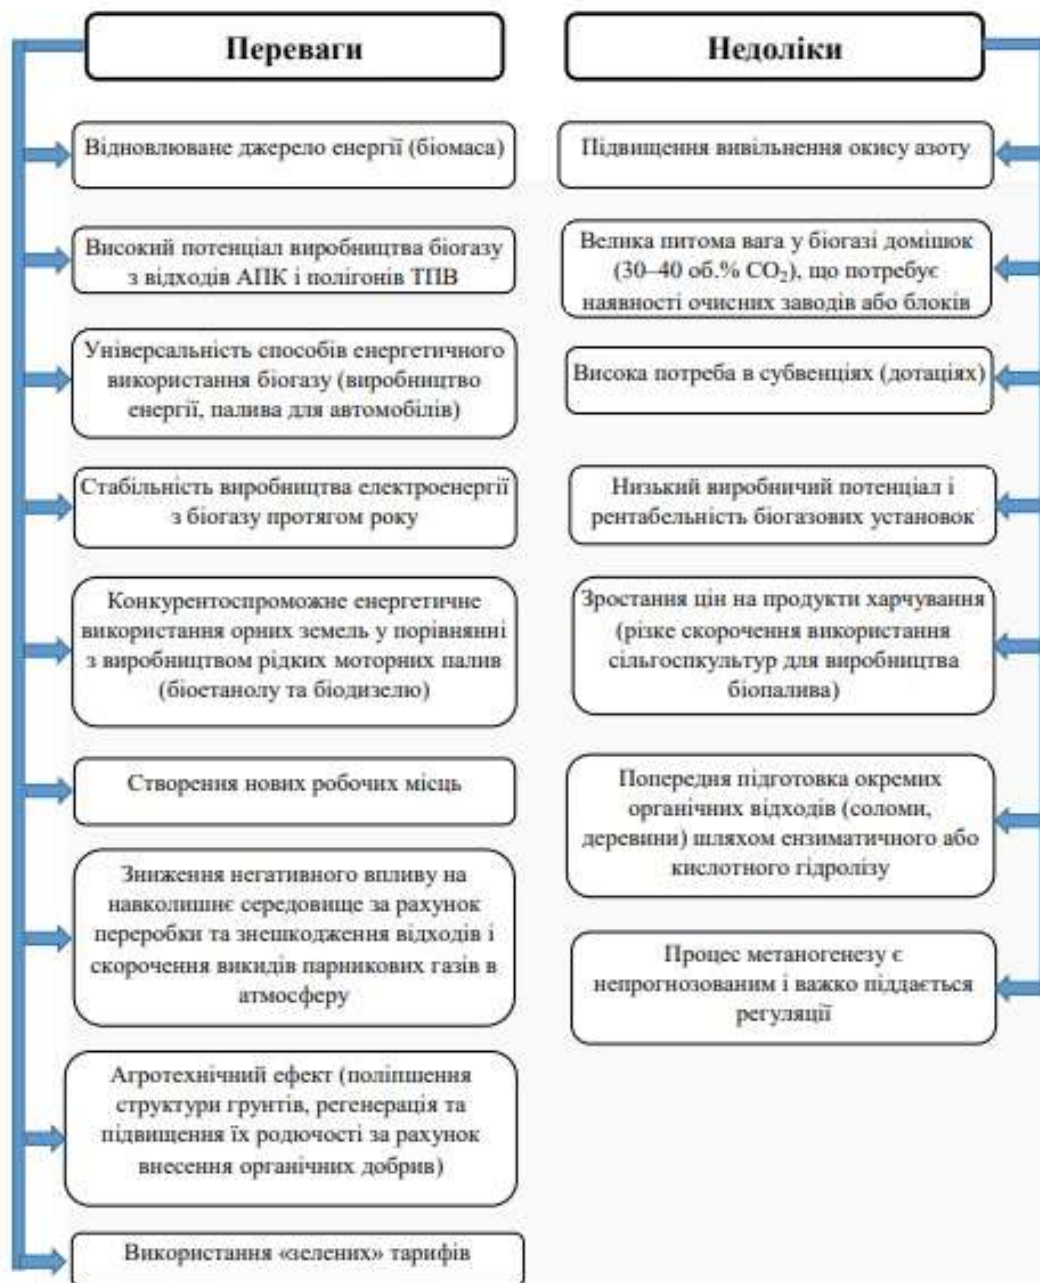 Переваги
Відновлюване джерело енергії (біомаса)
Високий потенціал виробництва біогазу
з відходів АПК і полігонів ТПВ
Універсальність способів енергетичного
використання біогазу (виробництво
енергії, палива для автомобілів)
Стабільність виробництва електроенергії
з біогазу протягом року
Конкурентоспроможне енергетичне
використання орних земель у порівнянні
з виробництвом рідких моторних палив
(біоетанолу та біодизелю)
Створення нових робочих місць
Зниження негативного впливу на
навколишнє середовище за рахунок
переробки та знешкодження відходів і
скорочення викидів парникових газів в
атмосферу
Агротехнічний ефект (поліпшення
структури грунтів, регенерація та
підвищення їх родючості за рахунок
внесення органічних добрив)
Використання «зелених» тарифів
Недоліки
Підвищення вивільнення окису азоту
Велика питома вага у біогазі домішок
(30–40 об.% CO₂), що потребує
наявності очисних заводів або блоків
Висока потреба в субвенціях (дотаціях)
Низький виробничий потенціал і
рентабельність біогазових установок
Зростання цін на продукти харчування
(різке скорочення використання
сільгоспкультур для виробництва
біопалива)
Попередня підготовка окремих
органічних відходів (соломи,
деревини) шляхом ензиматичного або
кислотного гідролізу
Процес метаногенезу є
непрогнозованим і важко піддається
регуляції